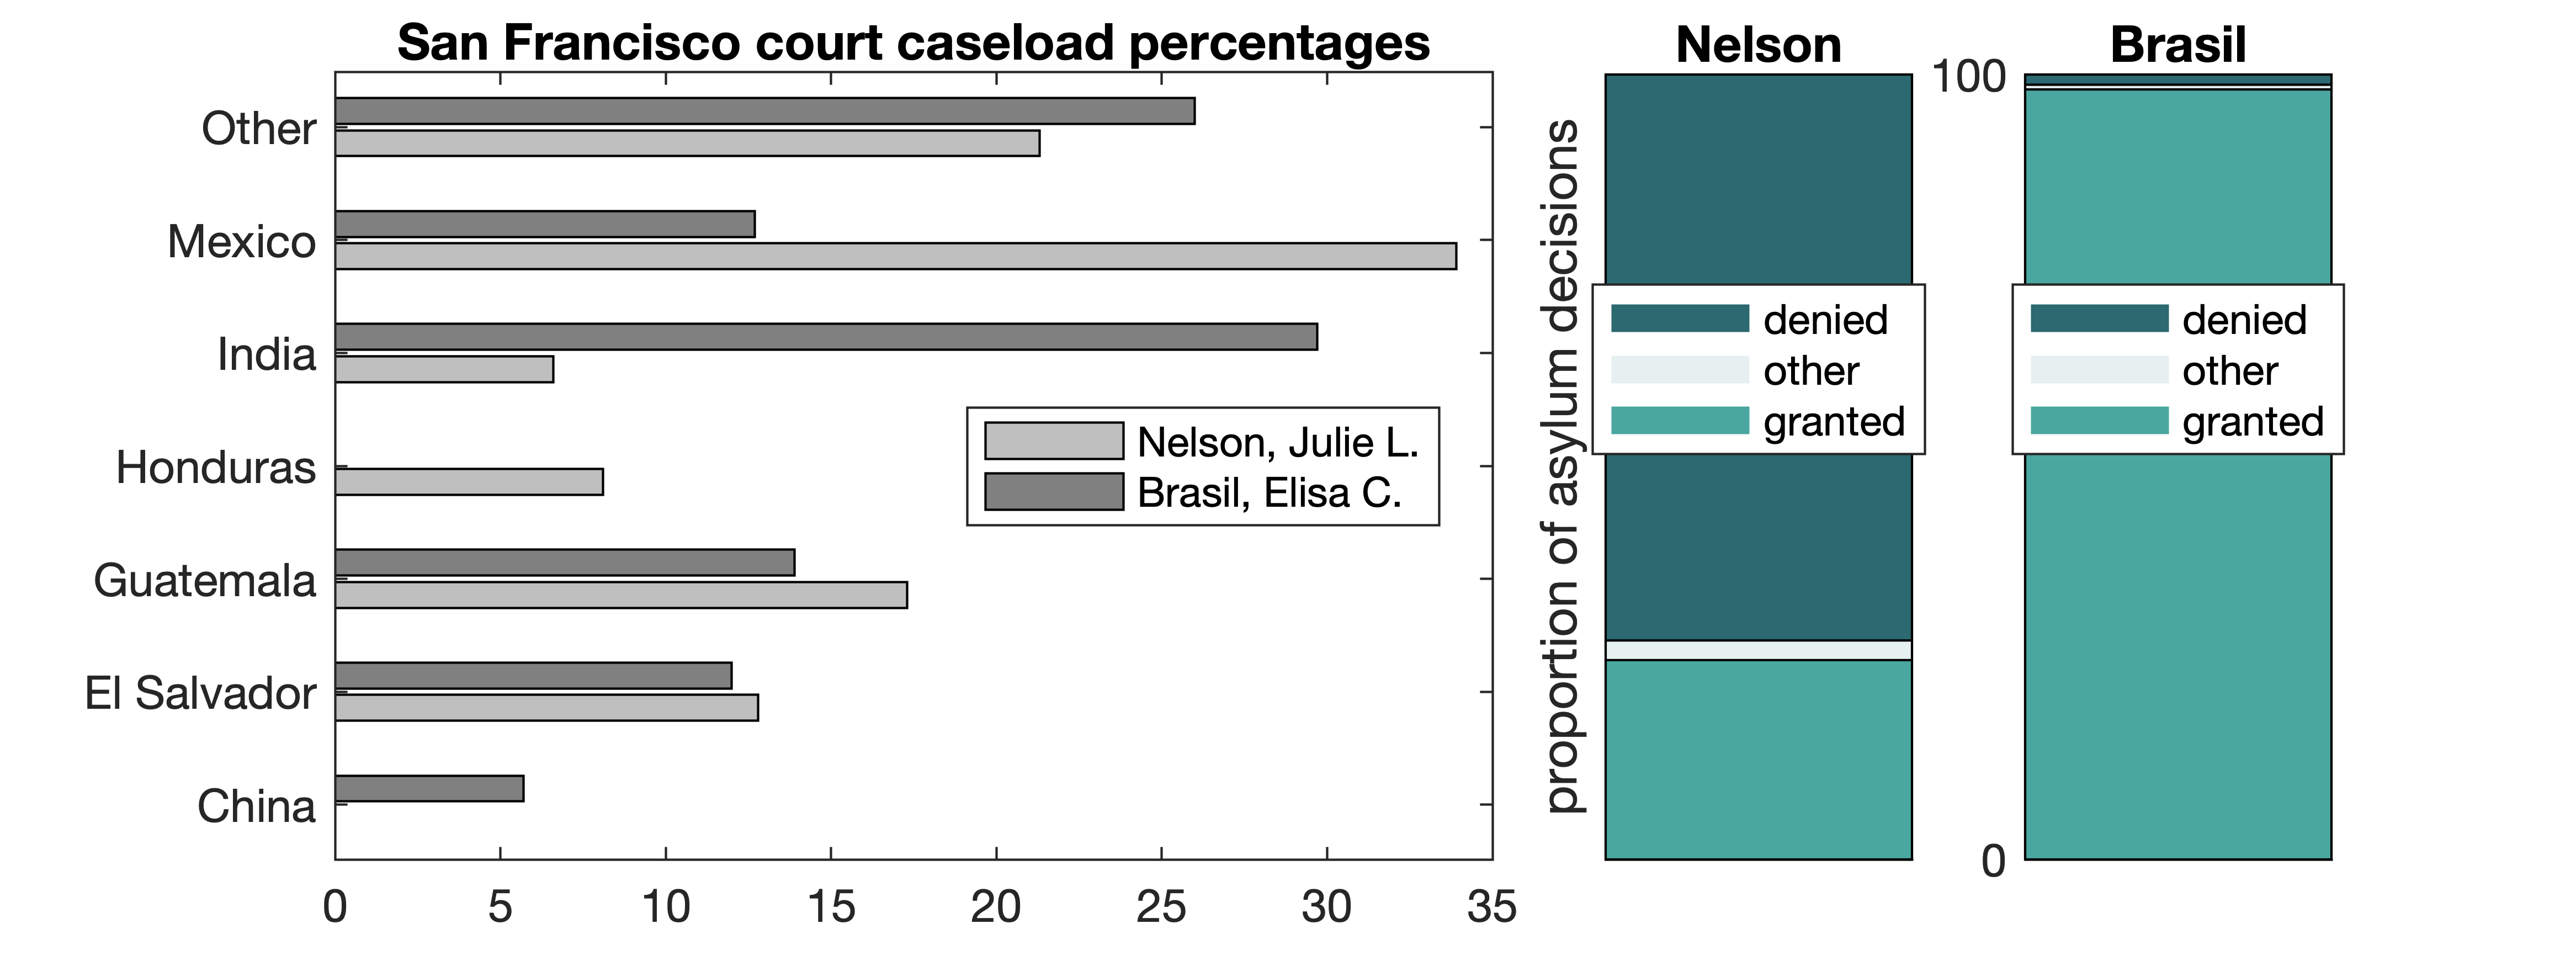 San Francisco court caseload percentages
Other
Mexico
India
Honduras
Guatemala
El Salvador
China
0 5 10 15 20 25 30 35
Nelson, Julie L.
Brasil, Elisa C.
proportion of asylum decisions
Nelson
denied
other
granted
Brasil
100
0
denied
other
granted